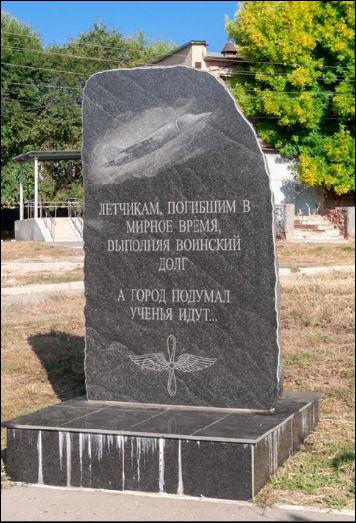 ЛЕТЧИКАМ, ПОГИБШИМ В
МИРНОЕ ВРЕМЯ,
ВЫПОЛНЯЯ ВОИНСКИЙ
ДОЛГ
А ГОРОД ПОДУМАЛ
УЧЕНЬЯ ИДУТ...